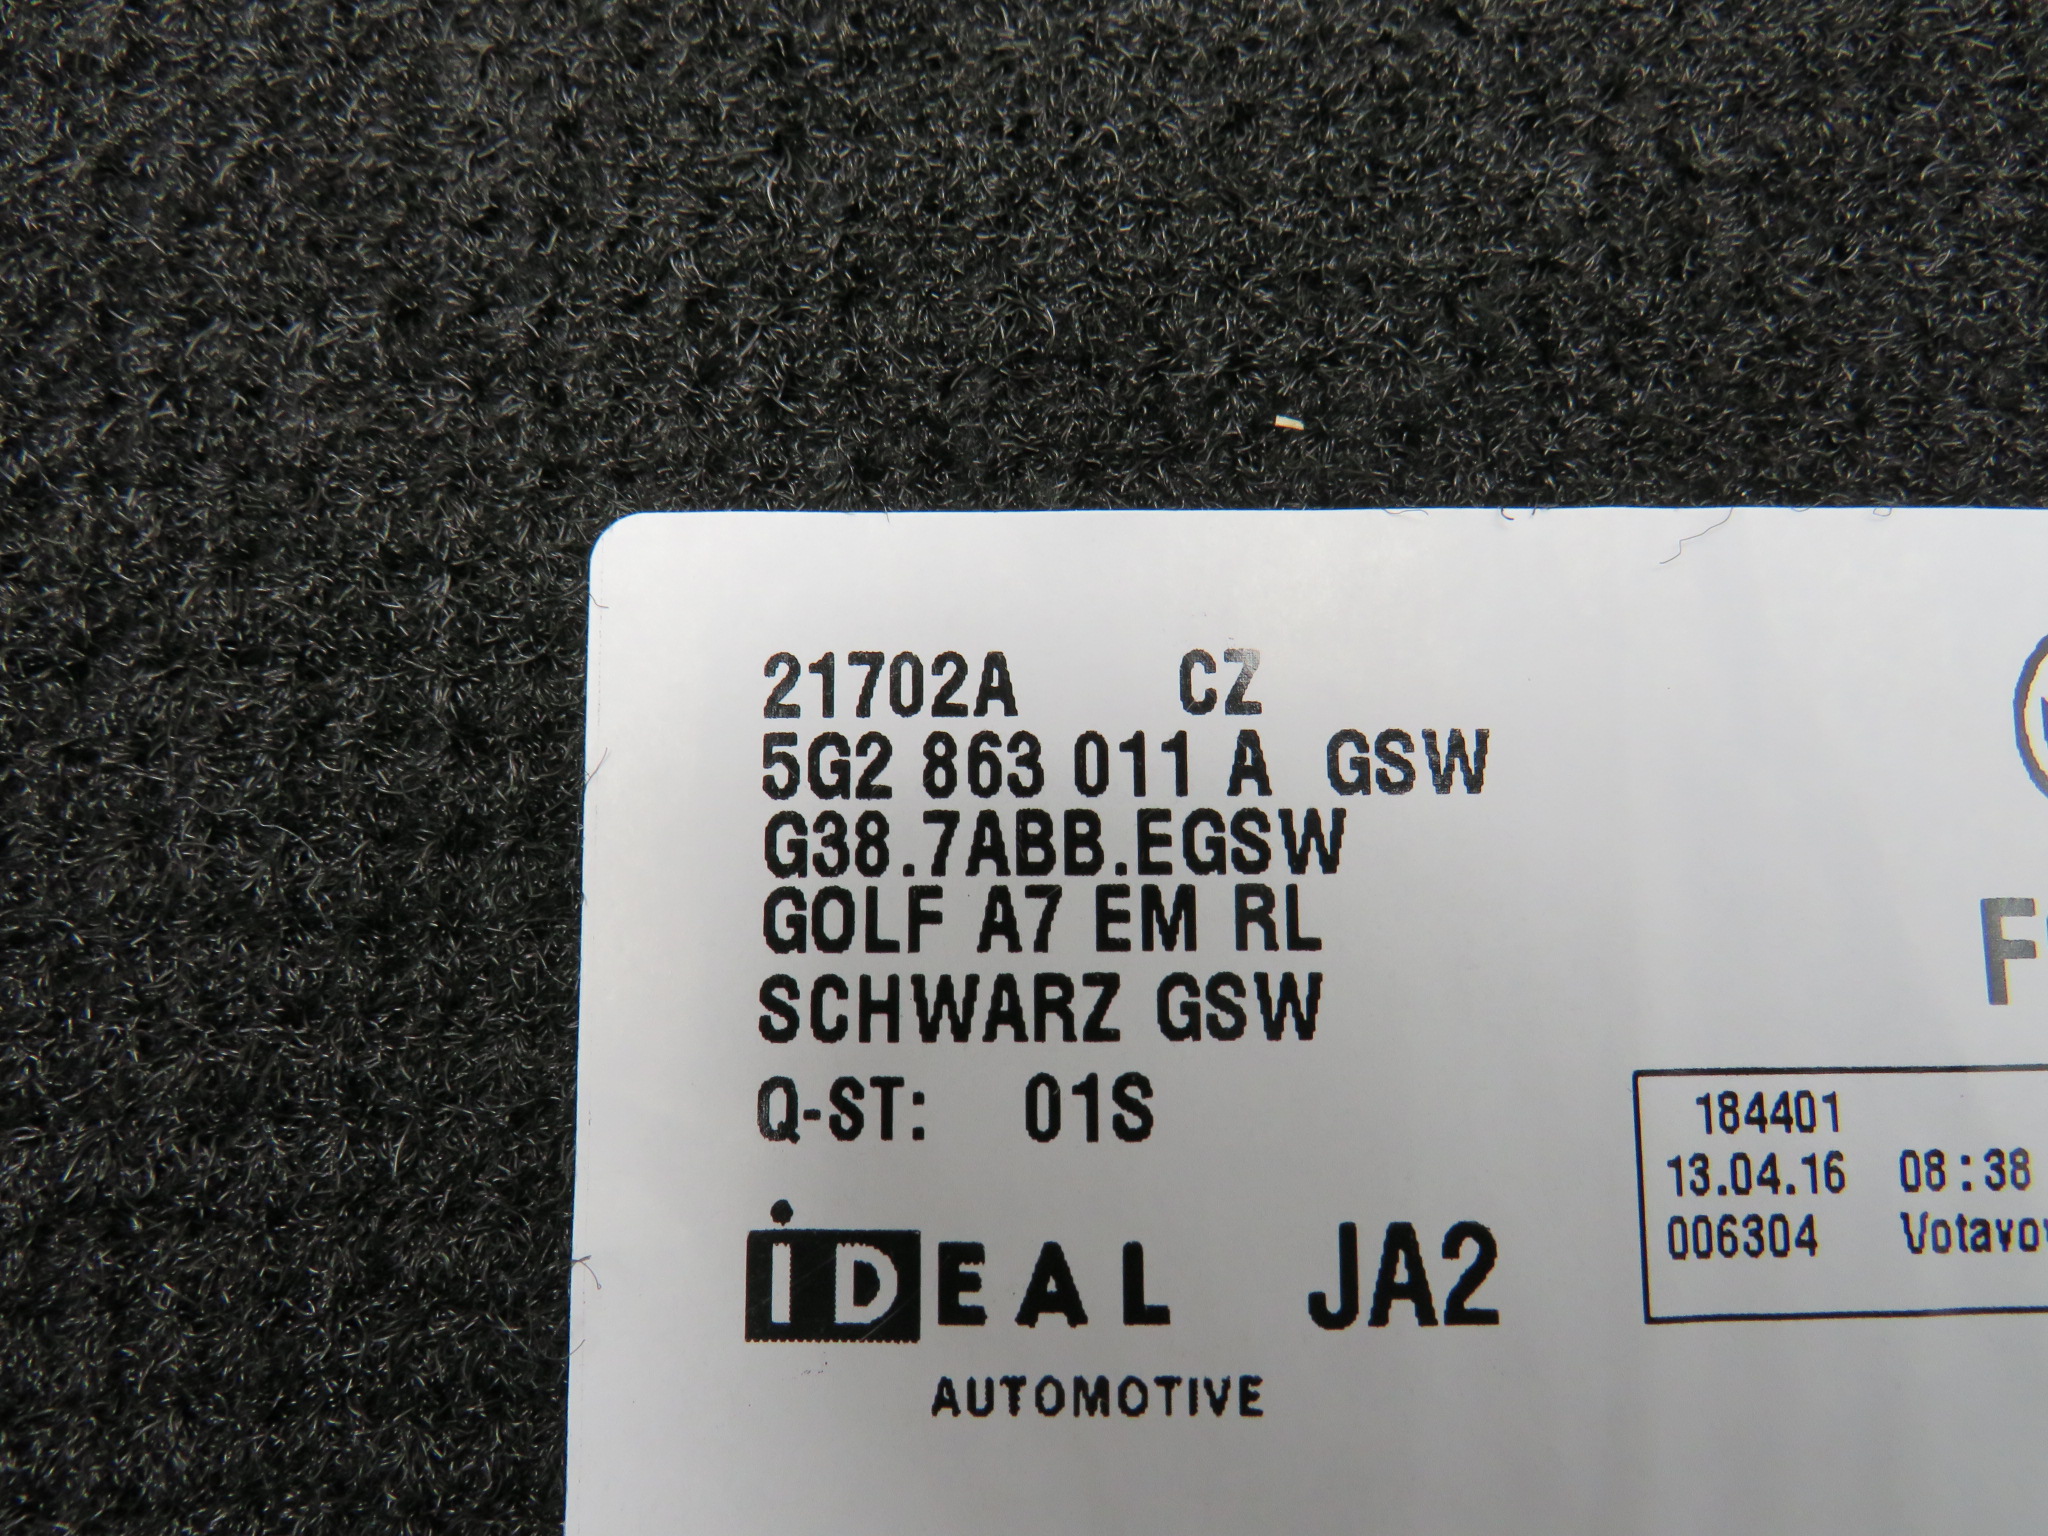 21702A CZ
5G2 863 011 A GSW
G38.7ABB.EGSW
GOLF A7 EM RL
SCHWARZ GSW
Q-ST: 01S
iDEAL JA2
AUTOMOTIVE
184401
13.04.16 08:38
006304